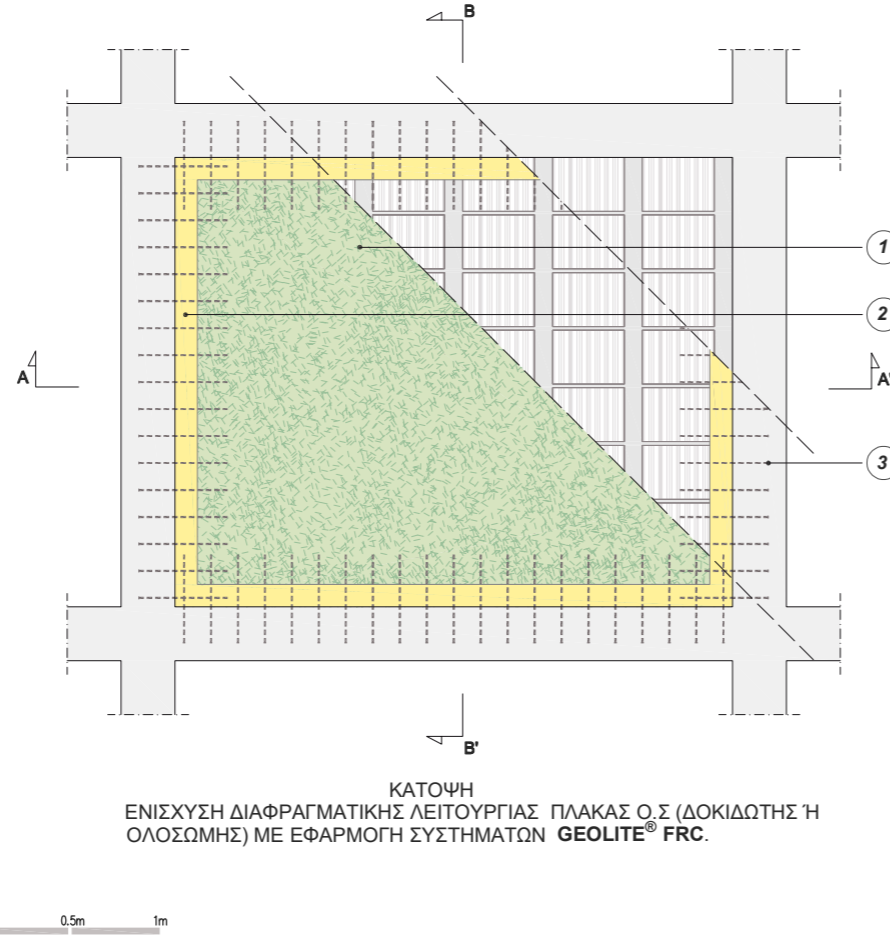 B
1
2
A
A'
3
B'
ΚΑΤΟΨΗ
ΕΝΙΣΧΥΣΗ ΔΙΑΦΡΑΓΜΑΤΙΚΗΣ ΛΕΙΤΟΥΡΓΙΑΣ ΠΛΑΚΑΣ Ο.Σ (ΔΟΚΙΔΩΤΗΣ Ή
ΟΛΟΣΩΜΗΣ) ΜΕ ΕΦΑΡΜΟΓΗ ΣΥΣΤΗΜΑΤΩΝ GEOLITE® FRC.
0.5m 1m